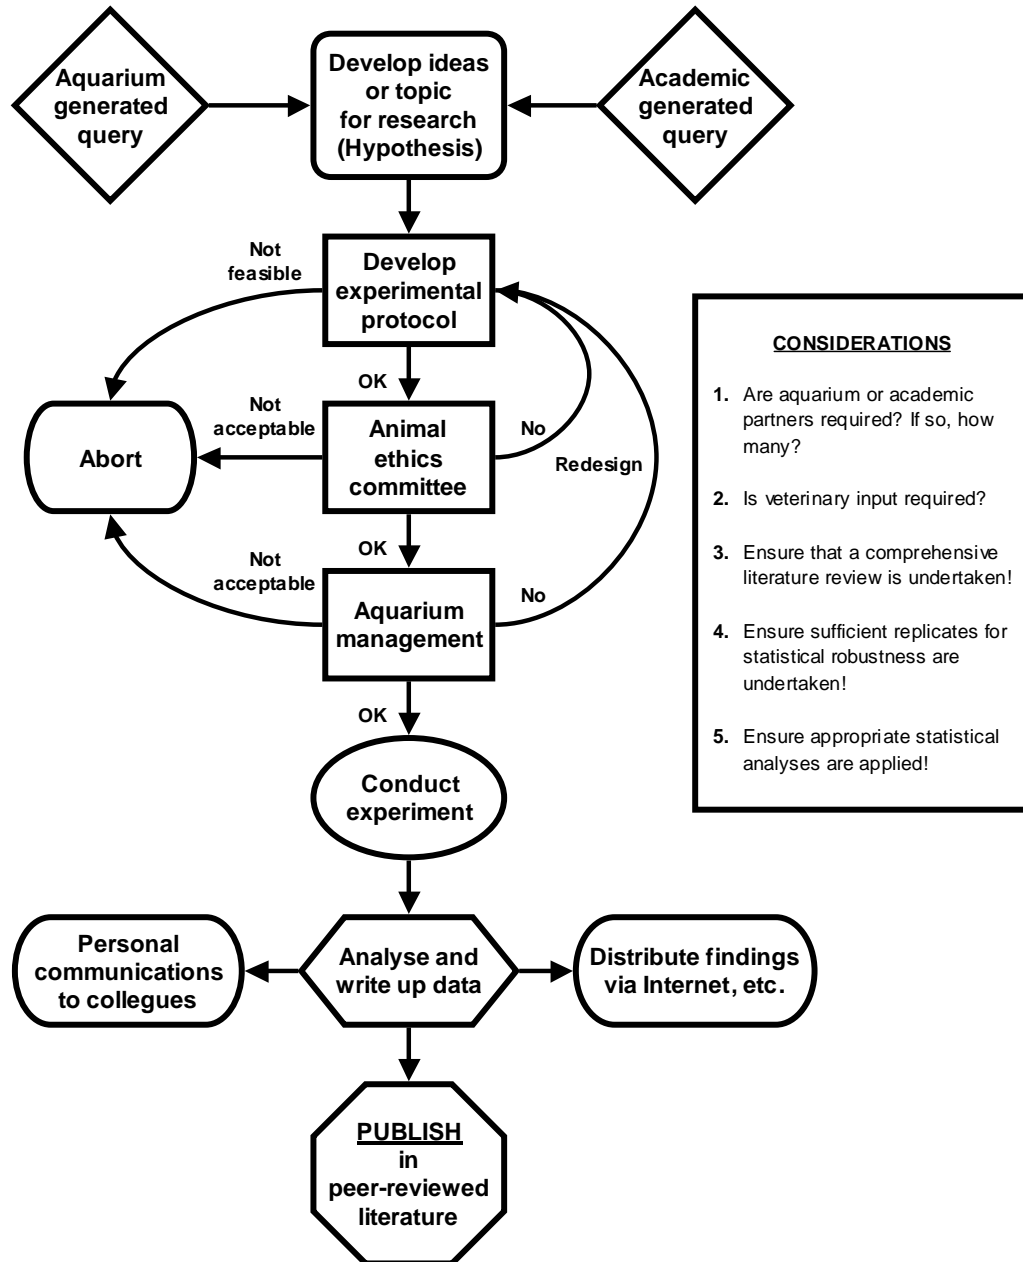 Aquarium
generated
query
Develop ideas
or topic
for research
(Hypothesis)
Academic
generated
query
Not
feasible
Develop
experimental
protocol
OK
Not
acceptable
Animal
ethics
committee
No
Redesign
Abort
OK
Not
acceptable
Aquarium
management
No
OK
Conduct
experiment
Personal
communications
to collegues
Analyse and
write up data
Distribute findings
via Internet, etc.
PUBLISH
in
peer-reviewed
literature
CONSIDERATIONS
1. Are aquarium or academic
partners required? If so, how
many?
2. Is veterinary input required?
3. Ensure that a comprehensive
literature review is undertaken!
4. Ensure sufficient replicates for
statistical robustness are
undertaken!
5. Ensure appropriate statistical
analyses are applied!